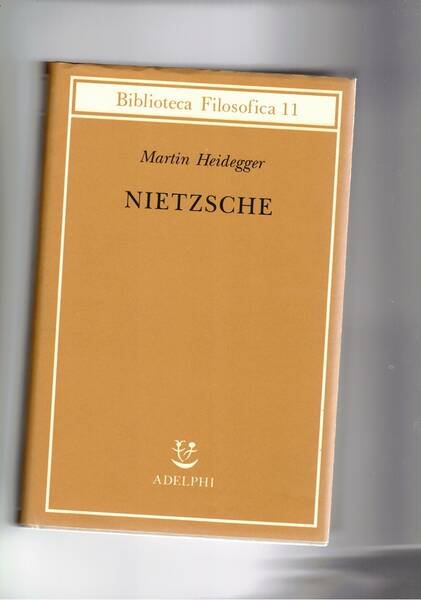 Biblioteca Filosofica 11
Martin Heidegger
NIETZSCHE
ADELPHI